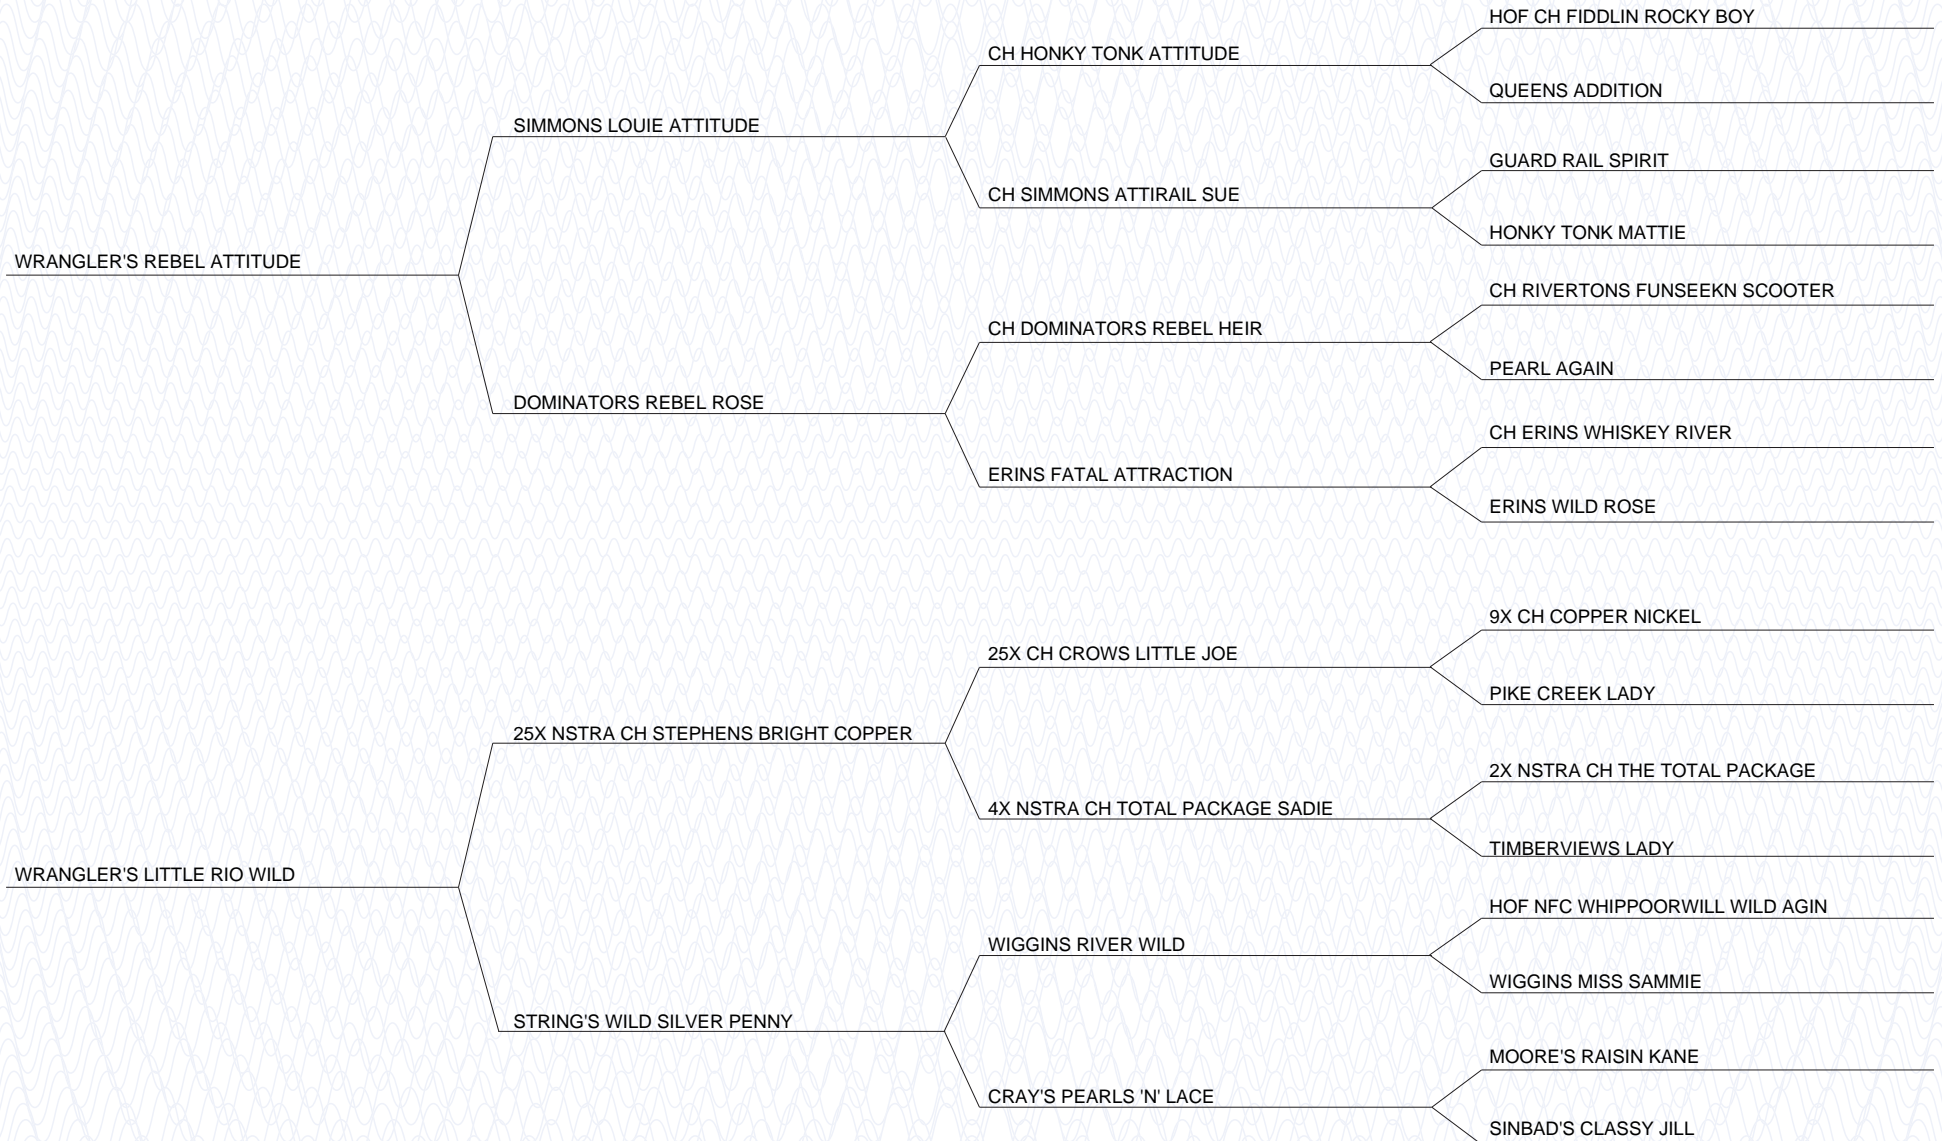 HOF CH FIDDLIN ROCKY BOY
CH HONKY TONK ATTITUDE
QUEENS ADDITION
SIMMONS LOUIE ATTITUDE
GUARD RAIL SPIRIT
CH SIMMONS ATTIRAIL SUE
HONKY TONK MATTIE
WRANGLER'S REBEL ATTITUDE
CH RIVERTONS FUNSEEKN SCOOTER
CH DOMINATORS REBEL HEIR
PEARL AGAIN
DOMINATORS REBEL ROSE
CH ERINS WHISKEY RIVER
ERINS FATAL ATTRACTION
ERINS WILD ROSE
9X CH COPPER NICKEL
25X CH CROWS LITTLE JOE
PIKE CREEK LADY
25X NSTRA CH STEPHENS BRIGHT COPPER
2X NSTRA CH THE TOTAL PACKAGE
4X NSTRA CH TOTAL PACKAGE SADIE
TIMBERVIEWS LADY
WRANGLER'S LITTLE RIO WILD
HOF NFC WHIPPOORWILL WILD AGIN
WIGGINS RIVER WILD
WIGGINS MISS SAMMIE
STRING'S WILD SILVER PENNY
MOORE'S RAISIN KANE
CRAY'S PEARLS 'N' LACE
SINBAD'S CLASSY JILL